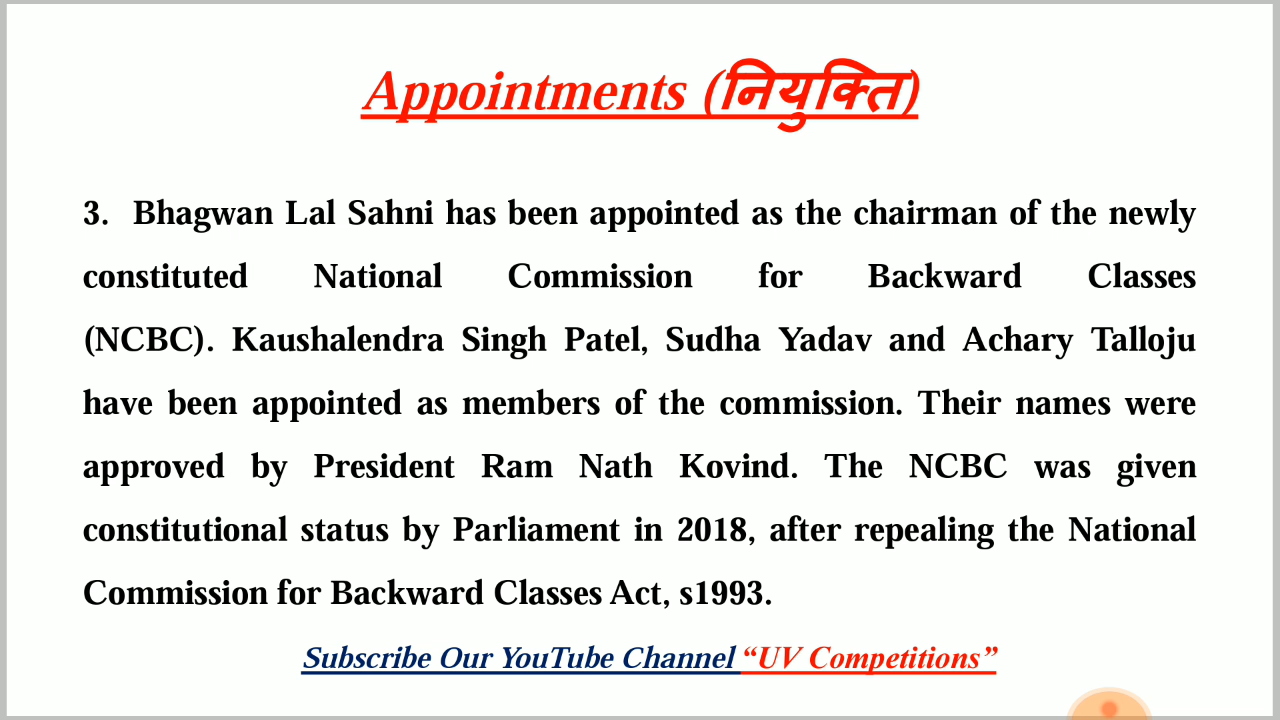 Appointments (नियुक्ति)
3. Bhagwan Lal Sahni has been appointed as the chairman of the newly
constituted National Commission for Backward Classes
(NCBC). Kaushalendra Singh Patel, Sudha Yadav and Achary Talloju
have been appointed as members of the commission. Their names were
approved by President Ram Nath Kovind. The NCBC was given
constitutional status by Parliament in 2018, after repealing the National
Commission for Backward Classes Act, s1993.
Subscribe Our YouTube Channel “UV Competitions”